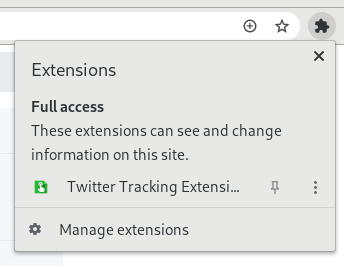 Extensions
Full access
These extensions can see and change
information on this site.
Twitter Tracking Extensi...
Manage extensions